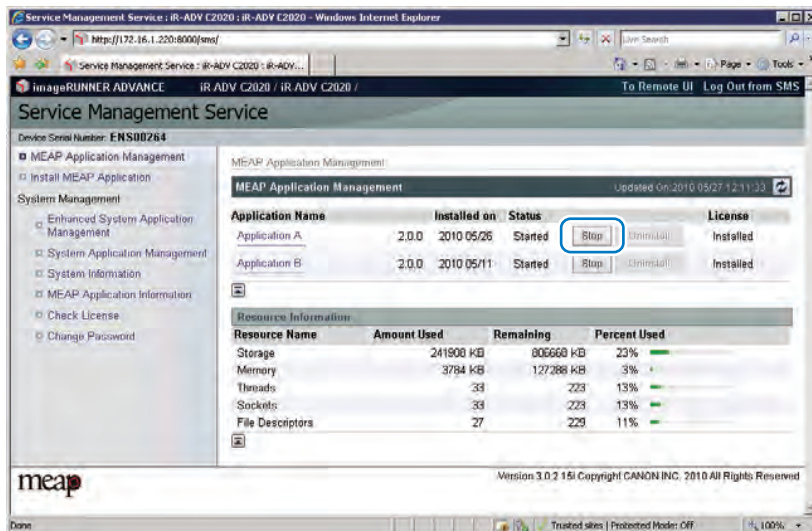 Service Management Service : iR-ADV C2020 : iR-ADV C2020 - Windows Internet Explorer
http://172.16.1.220:8000/sms/
Live Search
Service Management Service : iR-ADV C2020 : iR-ADV...
Page Tools
imageRUNNER ADVANCE iR-ADV C2020 / iR-ADV C2020 / To Remote UI Log Out from SMS
Service Management Service
Device Serial Number: ENS00264
MEAP Application Management
Install MEAP Application
System Management
Enhanced System Application Management
System Application Management
System Information
MEAP Application Information
Check License
Change Password
MEAP Application Management
MEAP Application Management Updated On:2010 05/27 12:11:33
Application Name Installed on Status License
Application A 2.0.0 2010 05/26 Started Stop Uninstall Installed
Application B 2.0.0 2010 05/11 Started Stop Uninstall Installed
Resource Information
Resource Name Amount Used Remaining Percent Used
Storage 241908 KB 806668 KB 23%
Memory 3784 KB 127288 KB 3%
Threads 33 223 13%
Sockets 33 223 13%
File Descriptors 27 229 11%
meap
Version 3.0.2.15i Copyright CANON INC. 2010 All Rights Reserved
Done Trusted sites | Protected Mode: Off 100%